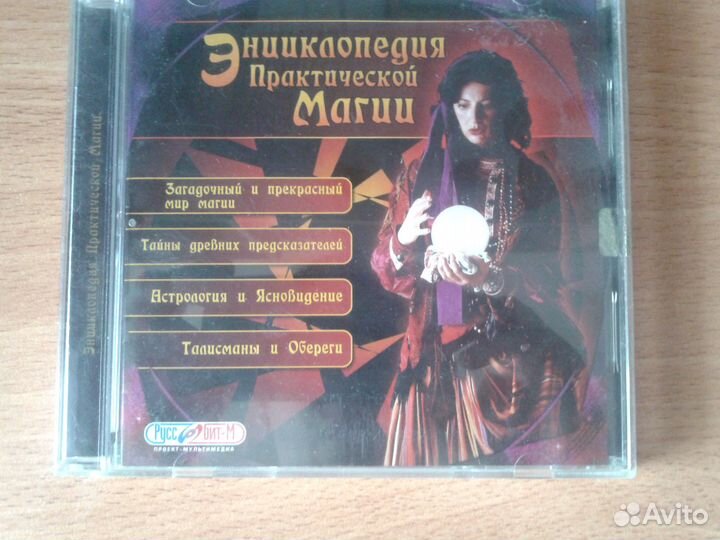 Энциклопедия
Практической
Магии
Энциклопедия Практической Магии
Загадочный и прекрасный
мир магии
Тайны древних предсказателей
Астрология и Ясновидение
Талисманы и Обереги
Русс бит-М
ПРОЕКТ-МУЛЬТИМЕДИА
Avito